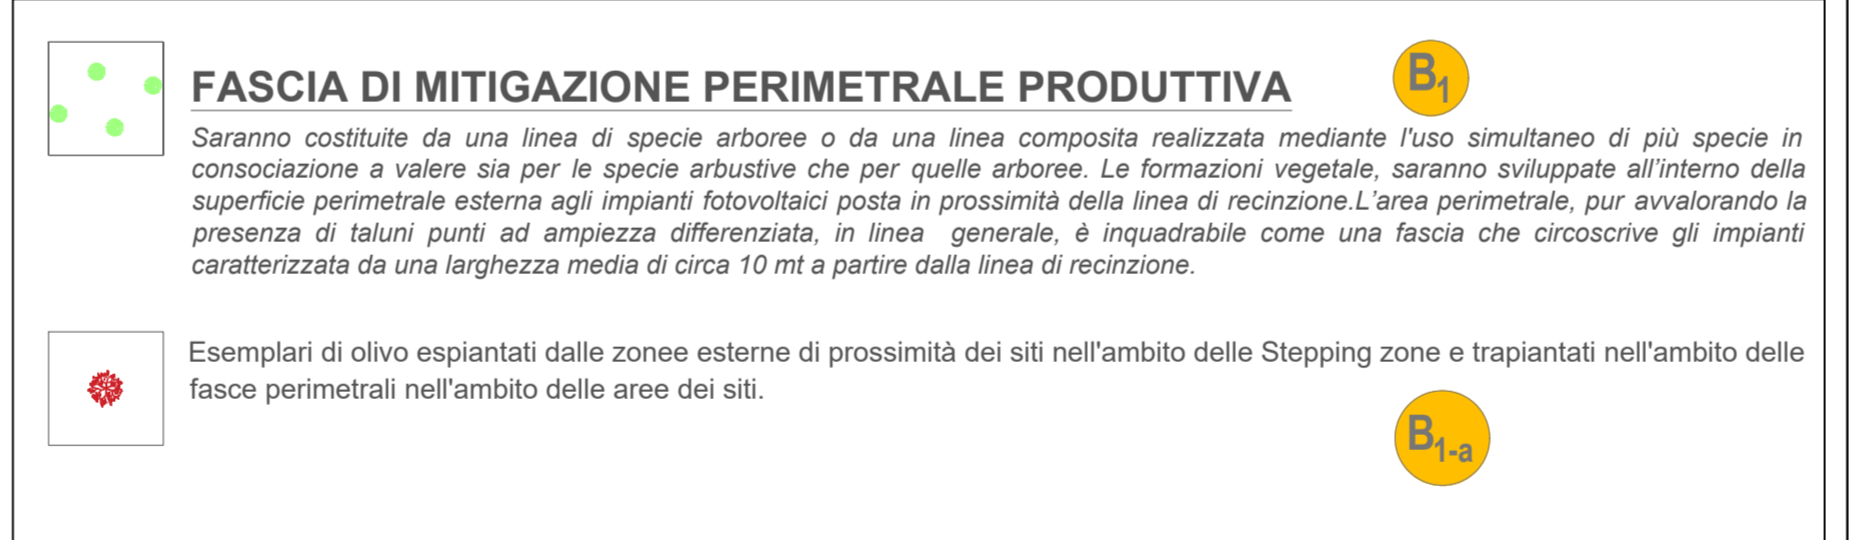 FASCIA DI MITIGAZIONE PERIMETRALE PRODUTTIVA
B1
Saranno costituite da una linea di specie arboree o da una linea composita realizzata mediante l'uso simultaneo di più specie in
consociazione a valere sia per le specie arbustive che per quelle arboree. Le formazioni vegetale, saranno sviluppate all’interno della
superficie perimetrale esterna agli impianti fotovoltaici posta in prossimità della linea di recinzione.L’area perimetrale, pur avvalorando la
presenza di taluni punti ad ampiezza differenziata, in linea generale, è inquadrabile come una fascia che circoscrive gli impianti
caratterizzata da una larghezza media di circa 10 mt a partire dalla linea di recinzione.
Esemplari di olivo espiantati dalle zonee esterne di prossimità dei siti nell'ambito delle Stepping zone e trapiantati nell'ambito delle
fasce perimetrali nell'ambito delle aree dei siti.
B1-a